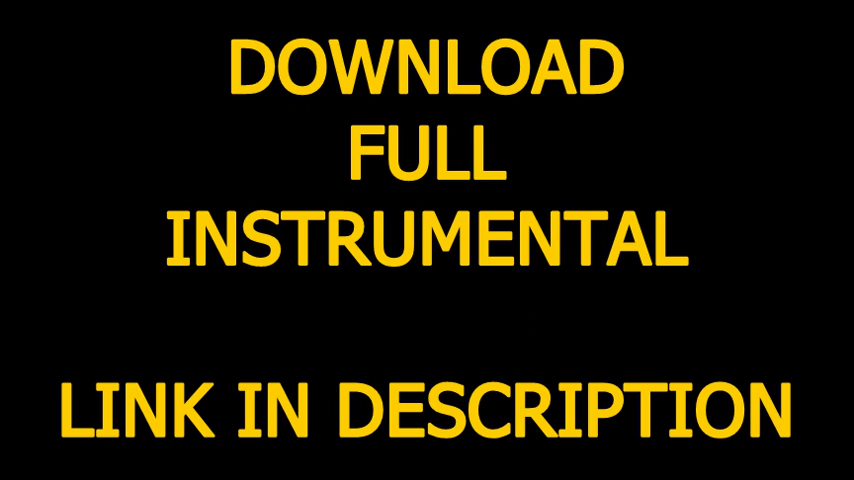 DOWNLOAD
FULL
INSTRUMENTAL
LINK IN DESCRIPTION